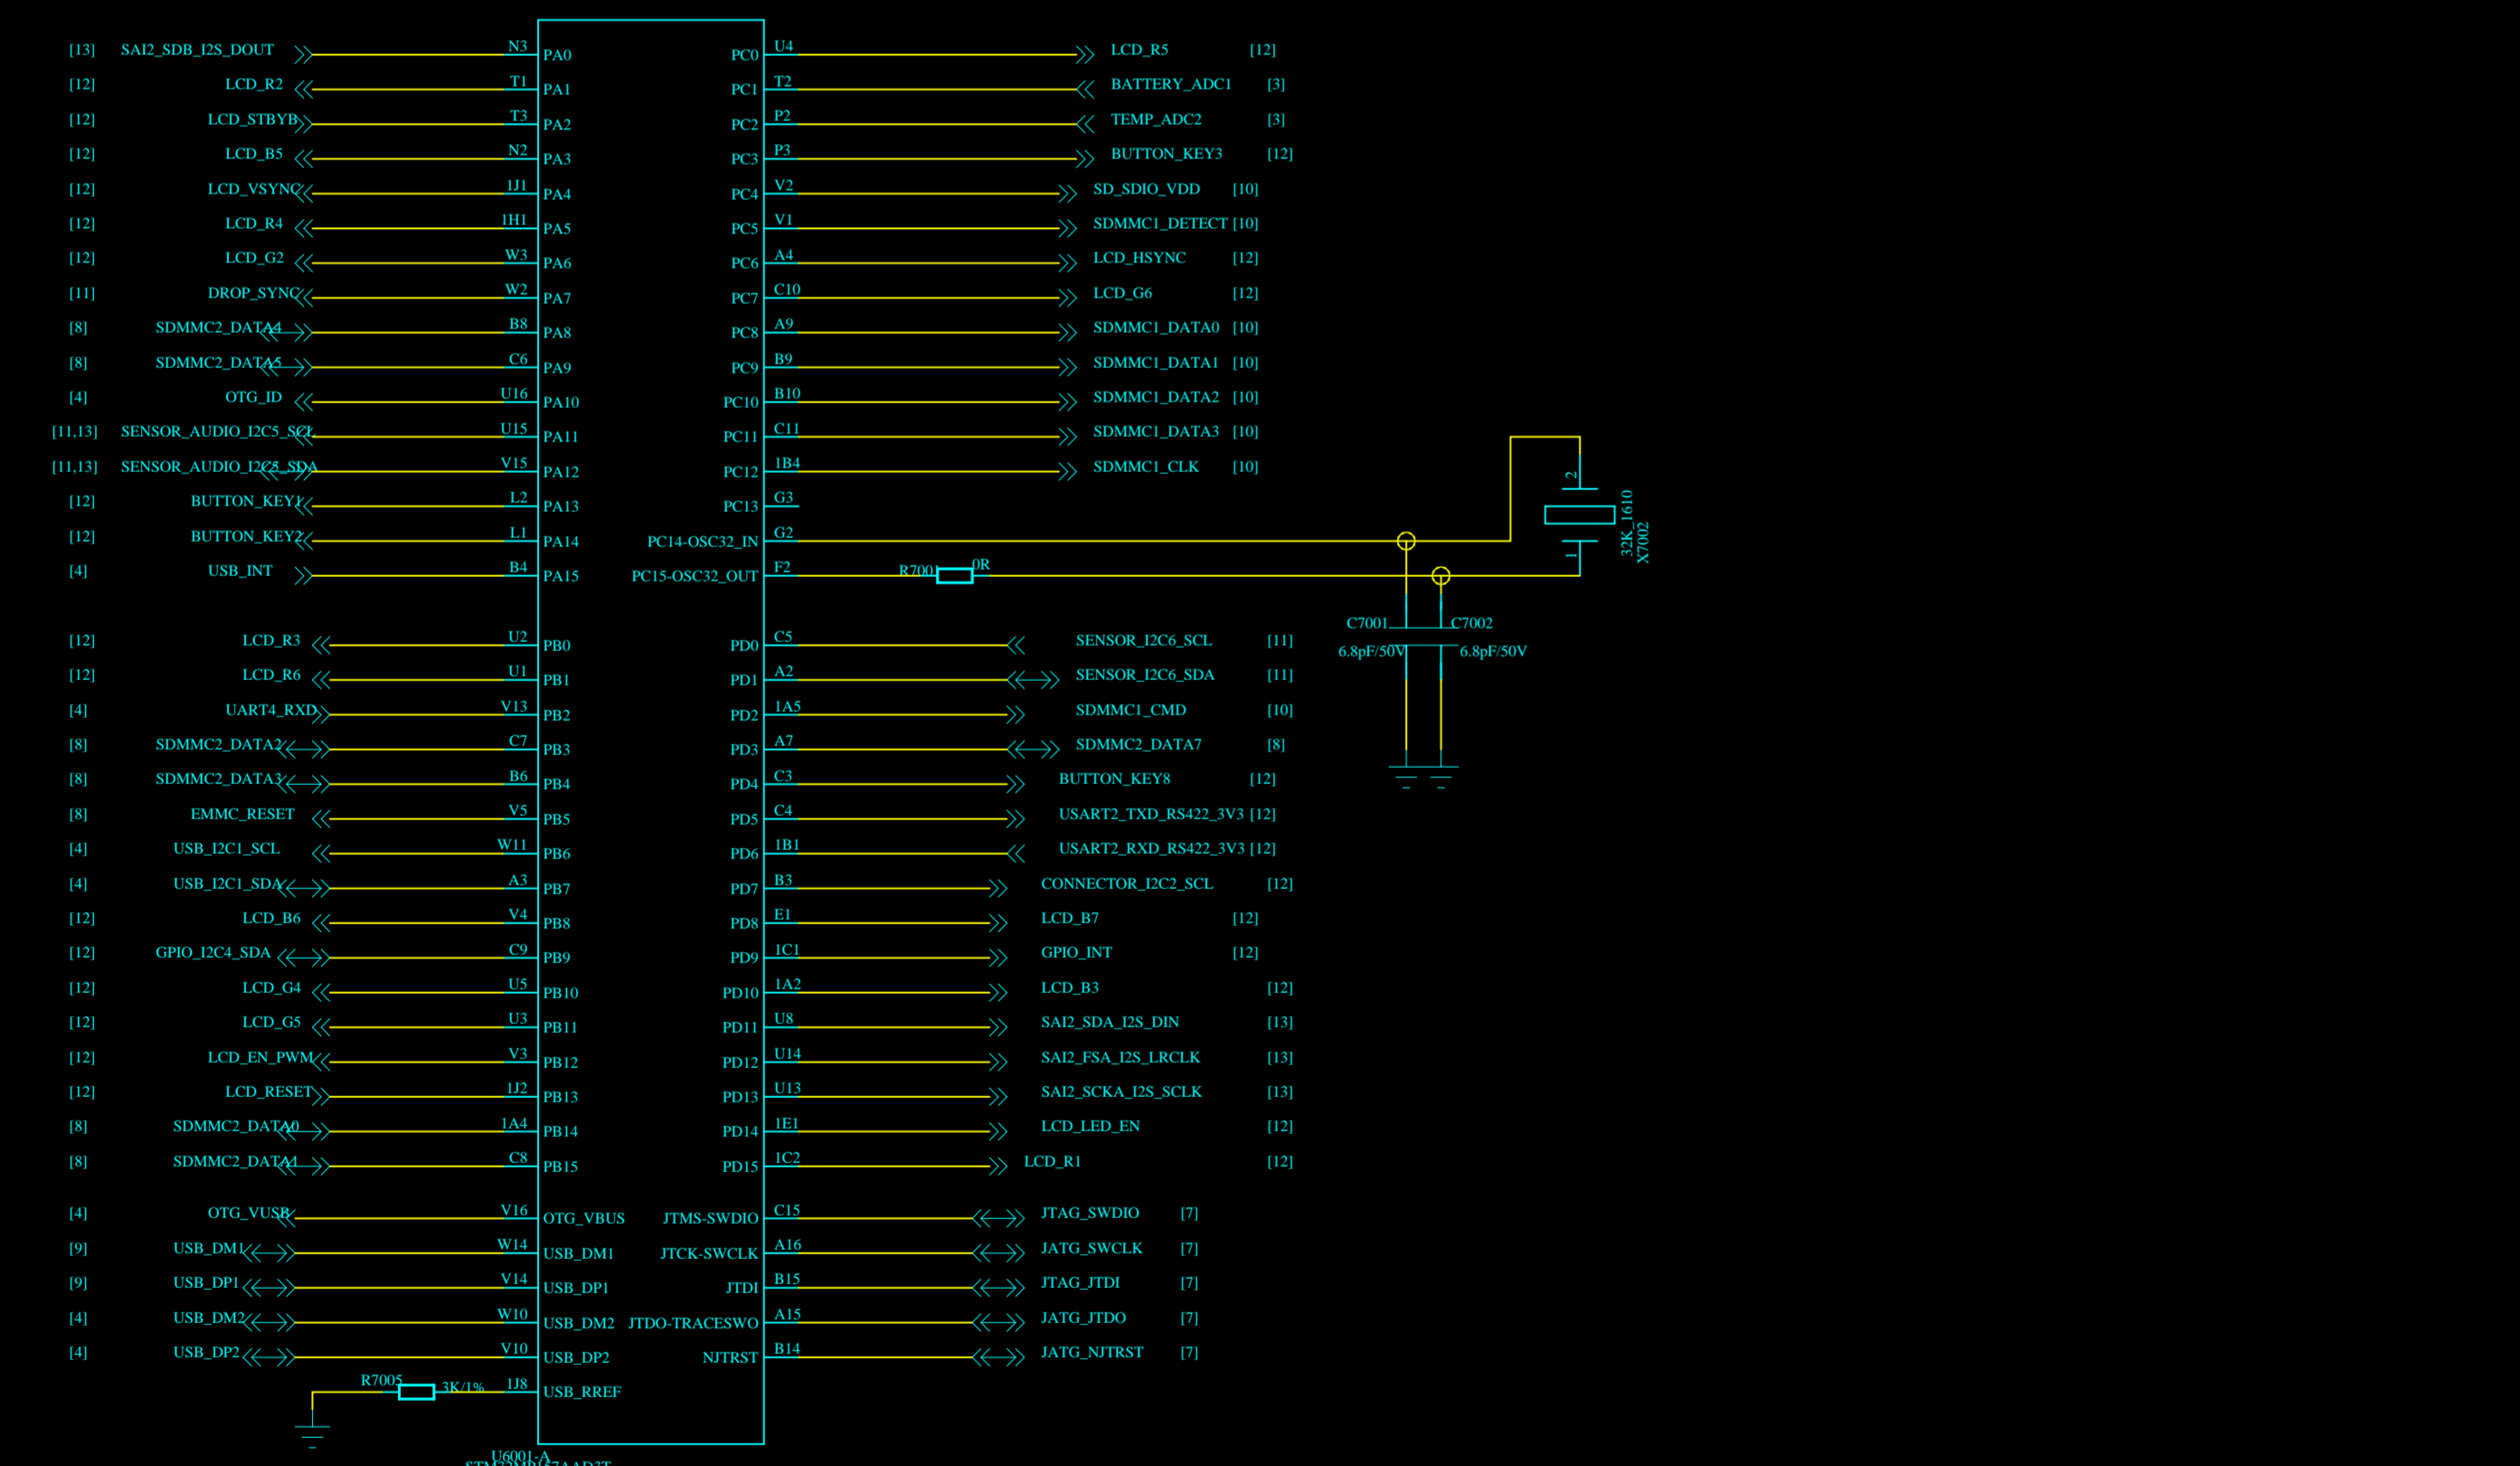 [13] SAI2_SDB_I2S_DOUT N3 PA0 PC0 U4 LCD_R5 [12]
[12] LCD_R2 T1 PA1 PC1 T2 BATTERY_ADC1 [3]
[12] LCD_STBYB T3 PA2 PC2 P2 TEMP_ADC2 [3]
[12] LCD_B5 N2 PA3 PC3 P3 BUTTON_KEY3 [12]
[12] LCD_VSYNC 1J1 PA4 PC4 V2 SD_SDIO_VDD [10]
[12] LCD_R4 1H1 PA5 PC5 V1 SDMMC1_DETECT [10]
[12] LCD_G2 W3 PA6 PC6 A4 LCD_HSYNC [12]
[11] DROP_SYNC W2 PA7 PC7 C10 LCD_G6 [12]
[8] SDMMC2_DATA4 B8 PA8 PC8 A9 SDMMC1_DATA0 [10]
[8] SDMMC2_DATA5 C6 PA9 PC9 B9 SDMMC1_DATA1 [10]
[4] OTG_ID U16 PA10 PC10 B10 SDMMC1_DATA2 [10]
[11,13] SENSOR_AUDIO_I2C5_SCL U15 PA11 PC11 C11 SDMMC1_DATA3 [10]
[11,13] SENSOR_AUDIO_I2C5_SDA V15 PA12 PC12 1B4 SDMMC1_CLK [10]
[12] BUTTON_KEY1 L2 PA13 PC13 G3
[12] BUTTON_KEY2 L1 PA14 PC14-OSC32_IN G2
[4] USB_INT B4 PA15 PC15-OSC32_OUT F2 R7001 0R
2
1
32K_1610
X7002
C7001 C7002
6.8pF/50V 6.8pF/50V
[12] LCD_R3 U2 PB0 PD0 C5 SENSOR_I2C6_SCL [11]
[12] LCD_R6 U1 PB1 PD1 A2 SENSOR_I2C6_SDA [11]
[4] UART4_RXD V13 PB2 PD2 1A5 SDMMC1_CMD [10]
[8] SDMMC2_DATA2 C7 PB3 PD3 A7 SDMMC2_DATA7 [8]
[8] SDMMC2_DATA3 B6 PB4 PD4 C3 BUTTON_KEY8 [12]
[8] EMMC_RESET V5 PB5 PD5 C4 USART2_TXD_RS422_3V3 [12]
[4] USB_I2C1_SCL W11 PB6 PD6 1B1 USART2_RXD_RS422_3V3 [12]
[4] USB_I2C1_SDA A3 PB7 PD7 B3 CONNECTOR_I2C2_SCL [12]
[12] LCD_B6 V4 PB8 PD8 E1 LCD_B7 [12]
[12] GPIO_I2C4_SDA C9 PB9 PD9 1C1 GPIO_INT [12]
[12] LCD_G4 U5 PB10 PD10 1A2 LCD_B3 [12]
[12] LCD_G5 U3 PB11 PD11 U8 SAI2_SDA_I2S_DIN [13]
[12] LCD_EN_PWM V3 PB12 PD12 U14 SAI2_FSA_I2S_LRCLK [13]
[12] LCD_RESET 1J2 PB13 PD13 U13 SAI2_SCKA_I2S_SCLK [13]
[8] SDMMC2_DATA0 1A4 PB14 PD14 1E1 LCD_LED_EN [12]
[8] SDMMC2_DATA1 C8 PB15 PD15 1C2 LCD_R1 [12]
[4] OTG_VUSB V16 OTG_VBUS JTMS-SWDIO C15 JTAG_SWDIO [7]
[9] USB_DM1 W14 USB_DM1 JTCK-SWCLK A16 JATG_SWCLK [7]
[9] USB_DP1 V14 USB_DP1 JTDI B15 JTAG_JTDI [7]
[4] USB_DM2 W10 USB_DM2 JTDO-TRACESWO A15 JATG_JTDO [7]
[4] USB_DP2 V10 USB_DP2 NJTRST B14 JATG_NJTRST [7]
R7005 3K/1% 1J8 USB_RREF
U6001-A